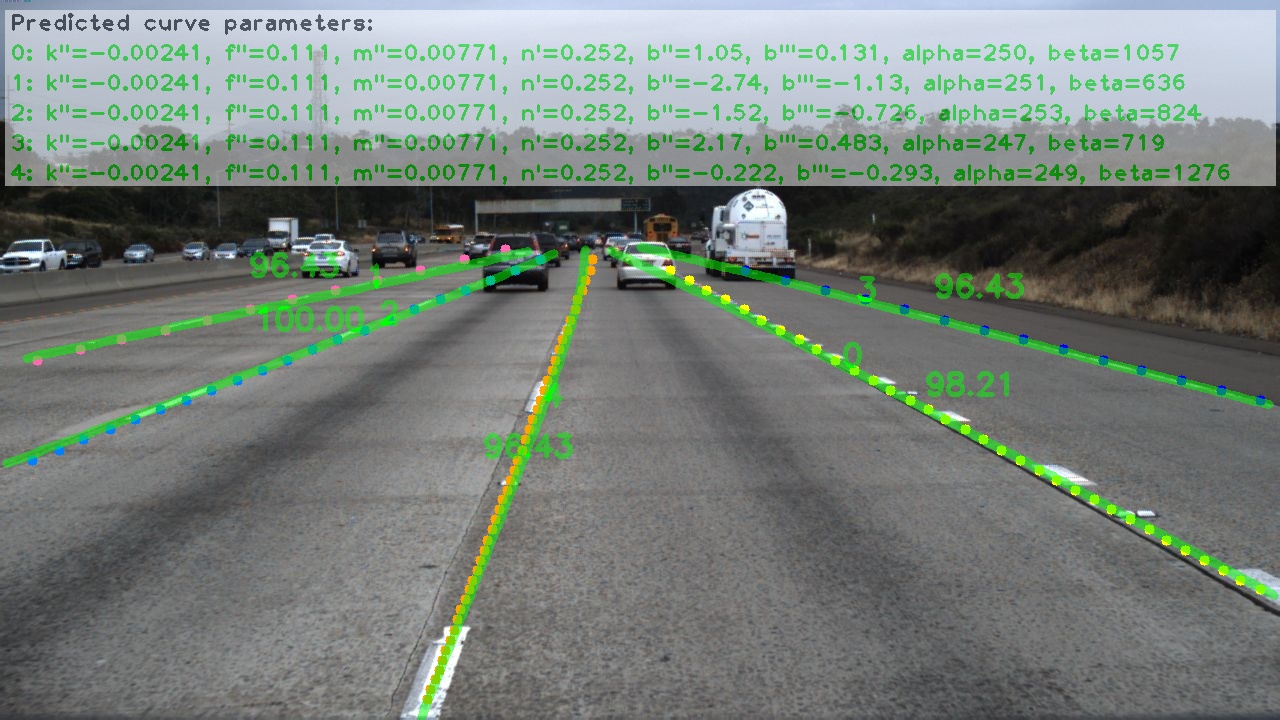 Predicted curve parameters:
0: k''=-0.00241, f''=0.111, m''=0.00771, n'=0.252, b''=1.05, b'''=0.131, alpha=250, beta=1057
1: k''=-0.00241, f''=0.111, m''=0.00771, n'=0.252, b''=-2.74, b'''=-1.13, alpha=251, beta=636
2: k''=-0.00241, f''=0.111, m''=0.00771, n'=0.252, b''=-1.52, b'''=-0.726, alpha=253, beta=824
3: k''=-0.00241, f''=0.111, m''=0.00771, n'=0.252, b''=2.17, b'''=0.483, alpha=247, beta=719
4: k''=-0.00241, f''=0.111, m''=0.00771, n'=0.252, b''=-0.222, b'''=-0.293, alpha=249, beta=1276
96.43 1
3 96.43
100.00 2
0
98.21
4
96.43